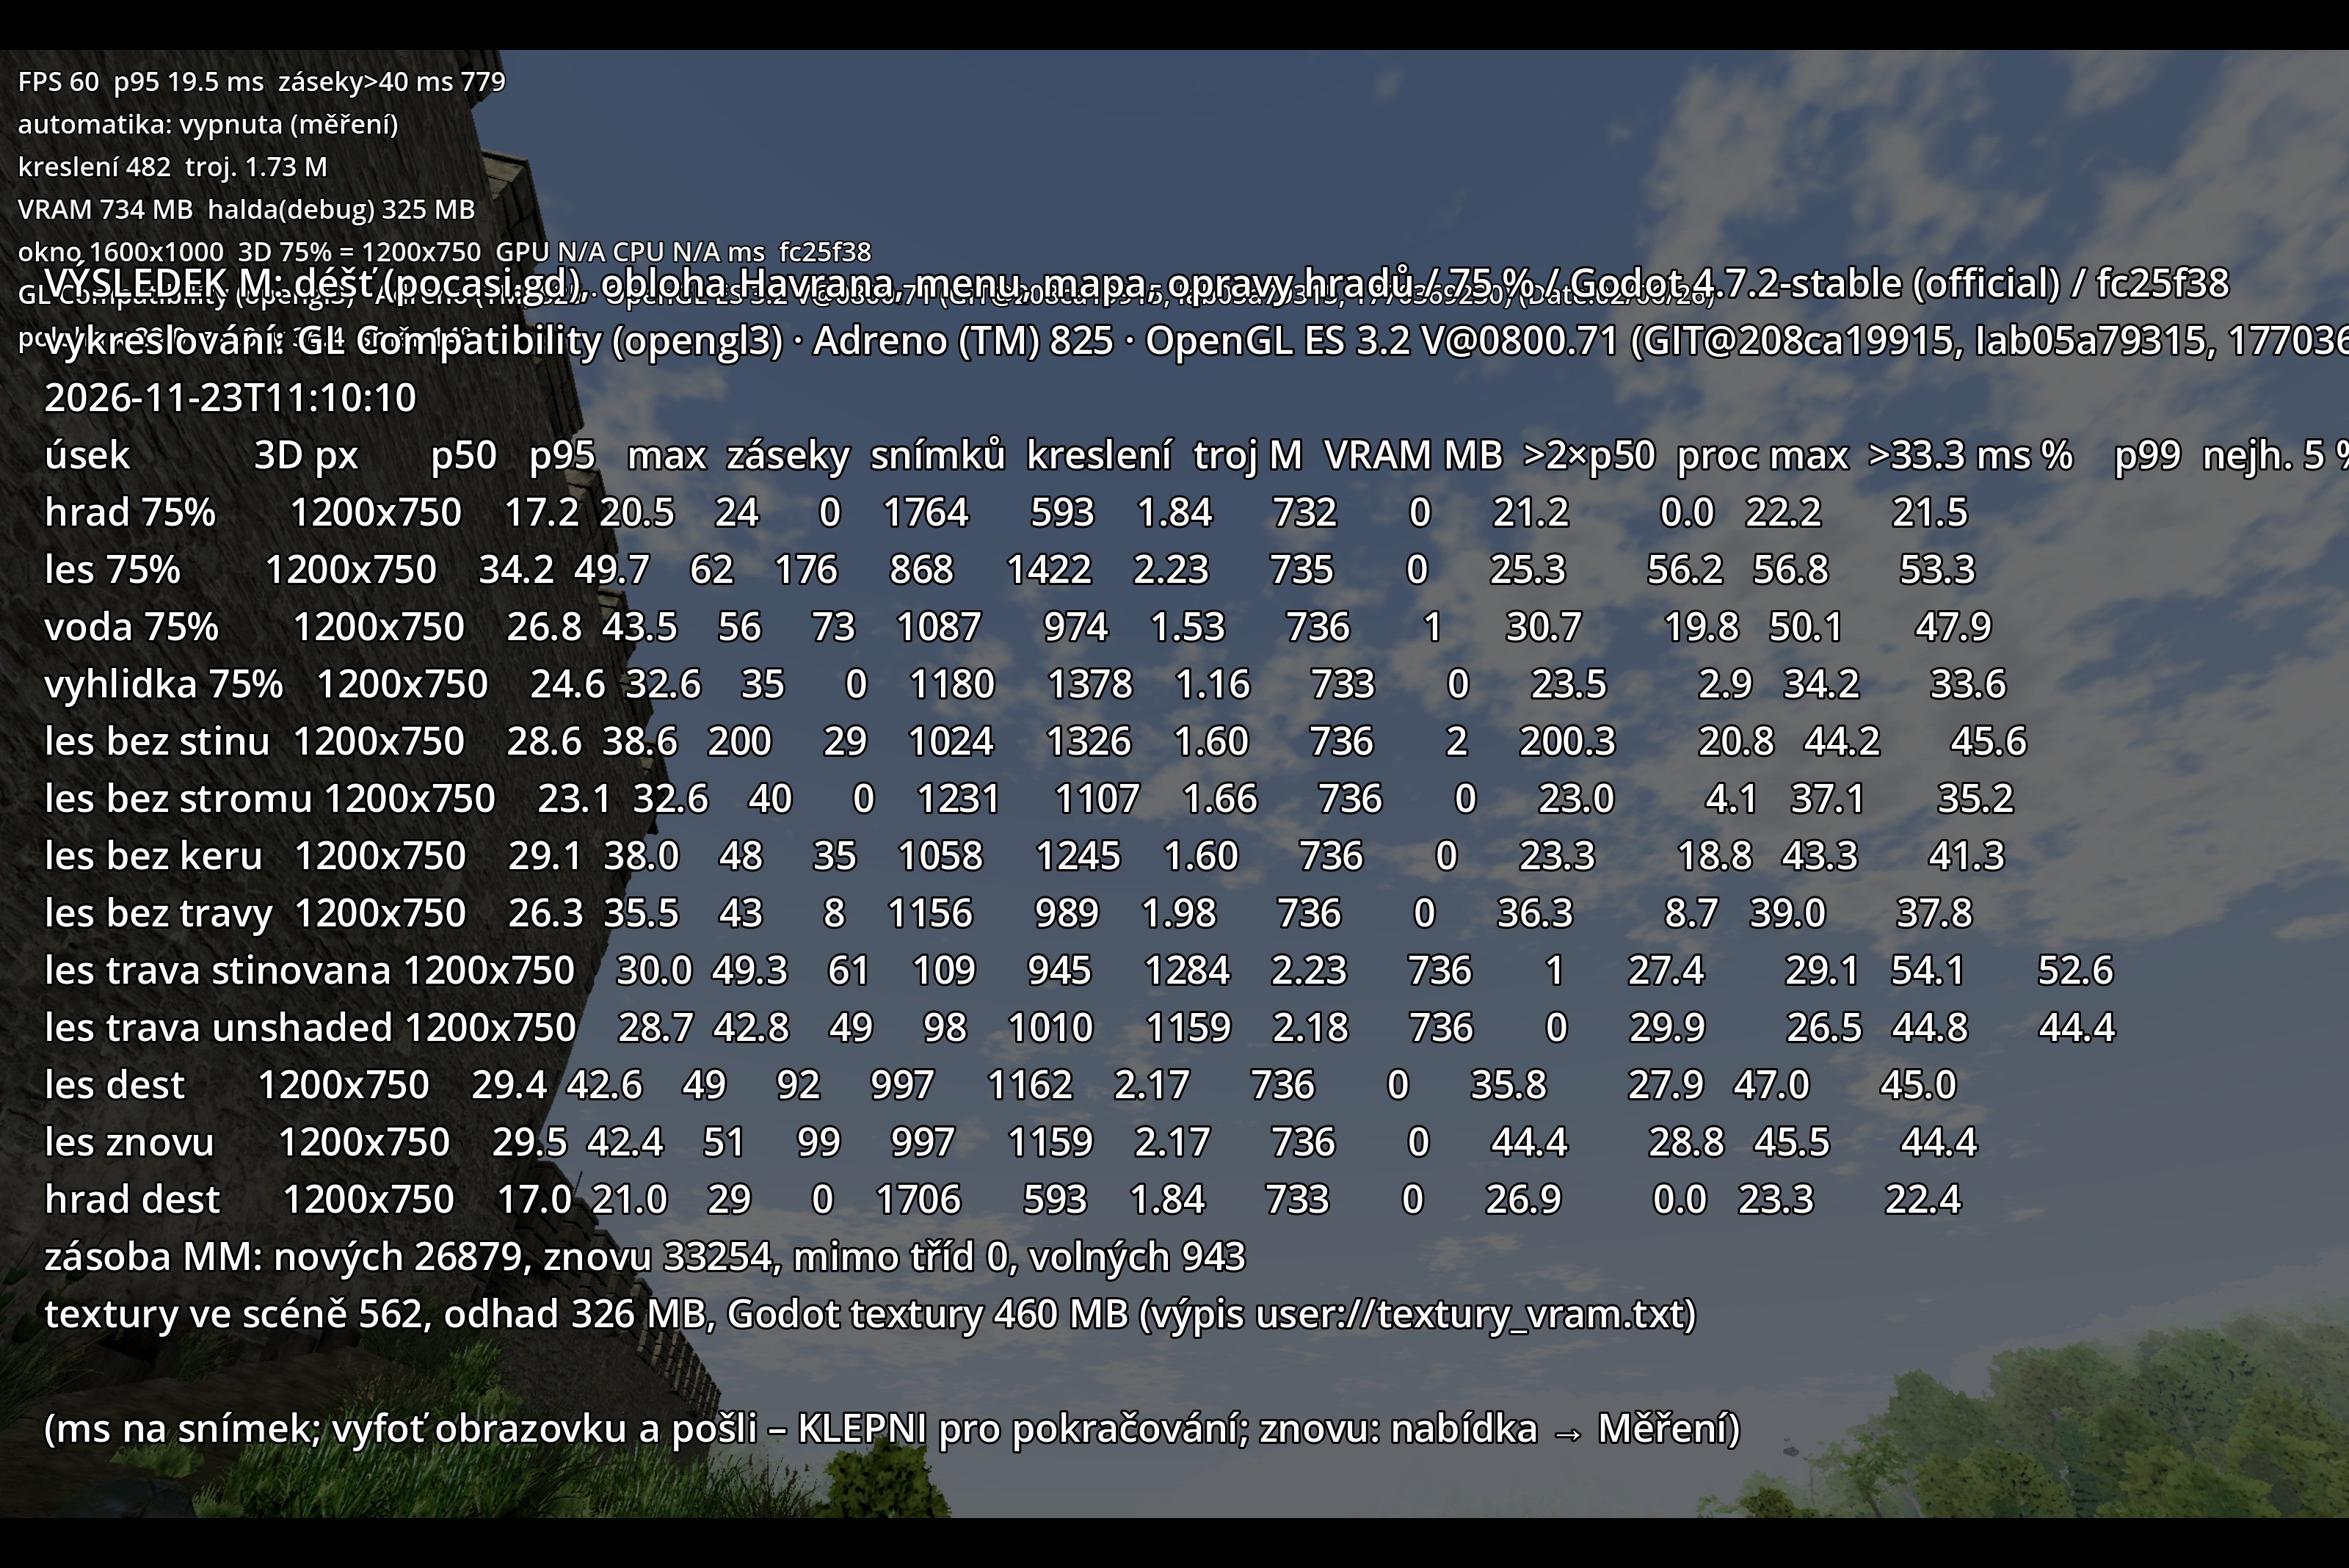 FPS 60 p95 19.5 ms záseky>40 ms 779
automatika: vypnuta (měření)
kreslení 482 troj. 1.73 M
VRAM 734 MB halda(debug) 325 MB
okno 1600x1000 3D 75% = 1200x750 GPU N/A CPU N/A ms fc25f38
VÝSLEDEK M: déšť (pocasi.gd), obloha Havrana, menu, mapa, opravy hradů / 75 % / Godot 4.7.2-stable (official) / fc25f38
GL Compatibility (opengl3) · Adreno (TM)
vykreslování: GL Compatibility (opengl3) · Adreno (TM) 825 · OpenGL ES 3.2 V@0800.71 (GIT@208ca19915, Iab05a79315, 177036
2026-11-23T11:10:10
úsek 3D px p50 p95 max záseky snímků kreslení troj M VRAM MB >2×p50 proc max >33.3 ms % p99 nejh. 5 %
hrad 75% 1200x750 17.2 20.5 24 0 1764 593 1.84 732 0 21.2 0.0 22.2 21.5
les 75% 1200x750 34.2 49.7 62 176 868 1422 2.23 735 0 25.3 56.2 56.8 53.3
voda 75% 1200x750 26.8 43.5 56 73 1087 974 1.53 736 1 30.7 19.8 50.1 47.9
vyhlidka 75% 1200x750 24.6 32.6 35 0 1180 1378 1.16 733 0 23.5 2.9 34.2 33.6
les bez stinu 1200x750 28.6 38.6 200 29 1024 1326 1.60 736 2 200.3 20.8 44.2 45.6
les bez stromu 1200x750 23.1 32.6 40 0 1231 1107 1.66 736 0 23.0 4.1 37.1 35.2
les bez keru 1200x750 29.1 38.0 48 35 1058 1245 1.60 736 0 23.3 18.8 43.3 41.3
les bez travy 1200x750 26.3 35.5 43 8 1156 989 1.98 736 0 36.3 8.7 39.0 37.8
les trava stinovana 1200x750 30.0 49.3 61 109 945 1284 2.23 736 1 27.4 29.1 54.1 52.6
les trava unshaded 1200x750 28.7 42.8 49 98 1010 1159 2.18 736 0 29.9 26.5 44.8 44.4
les dest 1200x750 29.4 42.6 49 92 997 1162 2.17 736 0 35.8 27.9 47.0 45.0
les znovu 1200x750 29.5 42.4 51 99 997 1159 2.17 736 0 44.4 28.8 45.5 44.4
hrad dest 1200x750 17.0 21.0 29 0 1706 593 1.84 733 0 26.9 0.0 23.3 22.4
zásoba MM: nových 26879, znovu 33254, mimo tříd 0, volných 943
textury ve scéně 562, odhad 326 MB, Godot textury 460 MB (výpis user://textury_vram.txt)
(ms na snímek; vyfoť obrazovku a pošli – KLEPNI pro pokračování; znovu: nabídka → Měření)